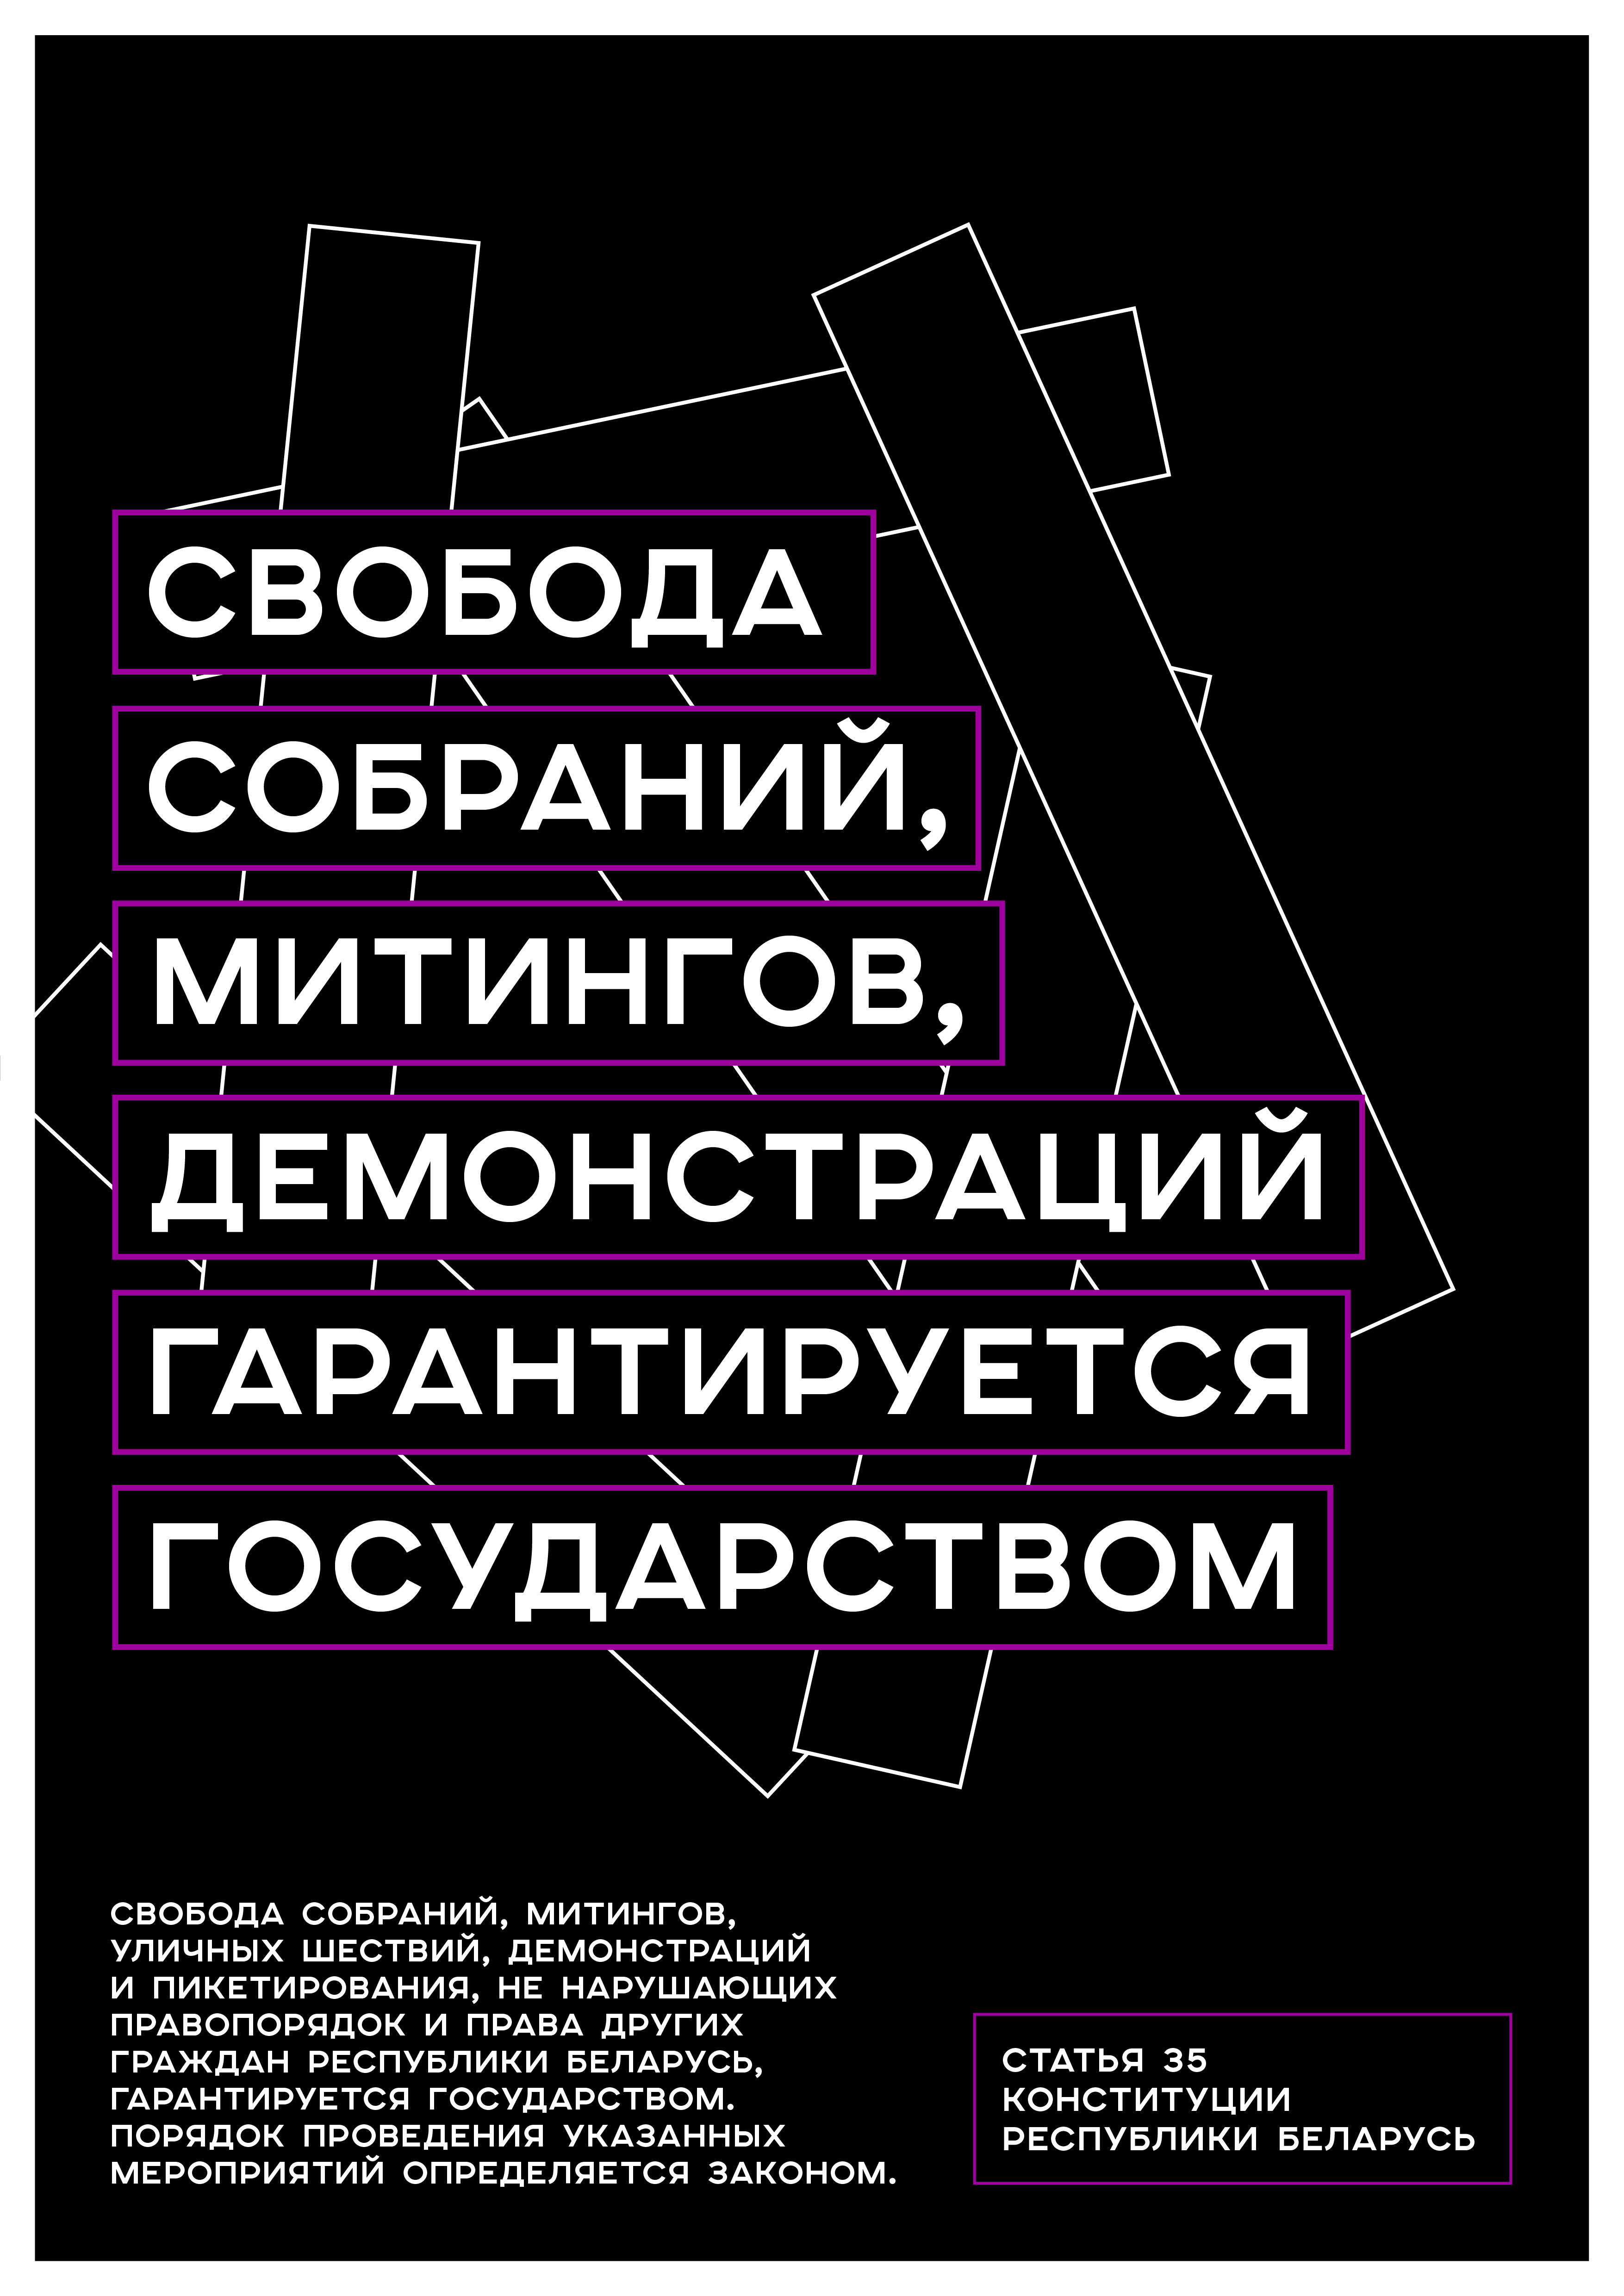 СВОБОДА
СОБРАНИЙ,
МИТИНГОВ,
ДЕМОНСТРАЦИЙ
ГАРАНТИРУЕТСЯ
ГОСУДАРСТВОМ
СВОБОДА СОБРАНИЙ, МИТИНГОВ,
УЛИЧНЫХ ШЕСТВИЙ, ДЕМОНСТРАЦИЙ
И ПИКЕТИРОВАНИЯ, НЕ НАРУШАЮЩИХ
ПРАВОПОРЯДОК И ПРАВА ДРУГИХ
ГРАЖДАН РЕСПУБЛИКИ БЕЛАРУСЬ,
ГАРАНТИРУЕТСЯ ГОСУДАРСТВОМ.
ПОРЯДОК ПРОВЕДЕНИЯ УКАЗАННЫХ
МЕРОПРИЯТИЙ ОПРЕДЕЛЯЕТСЯ ЗАКОНОМ.
СТАТЬЯ 35
КОНСТИТУЦИИ
РЕСПУБЛИКИ БЕЛАРУСЬ